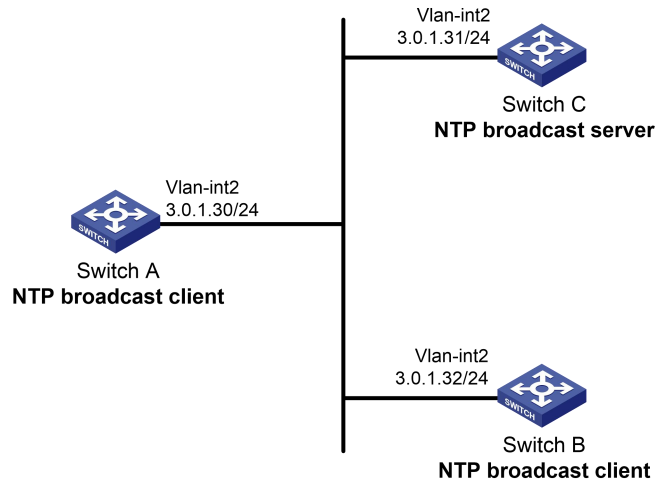 Vlan-int2
3.0.1.31/24
SWITCH
Switch C
NTP broadcast server
Vlan-int2
3.0.1.30/24
SWITCH
Switch A
NTP broadcast client
Vlan-int2
3.0.1.32/24
SWITCH
Switch B
NTP broadcast client